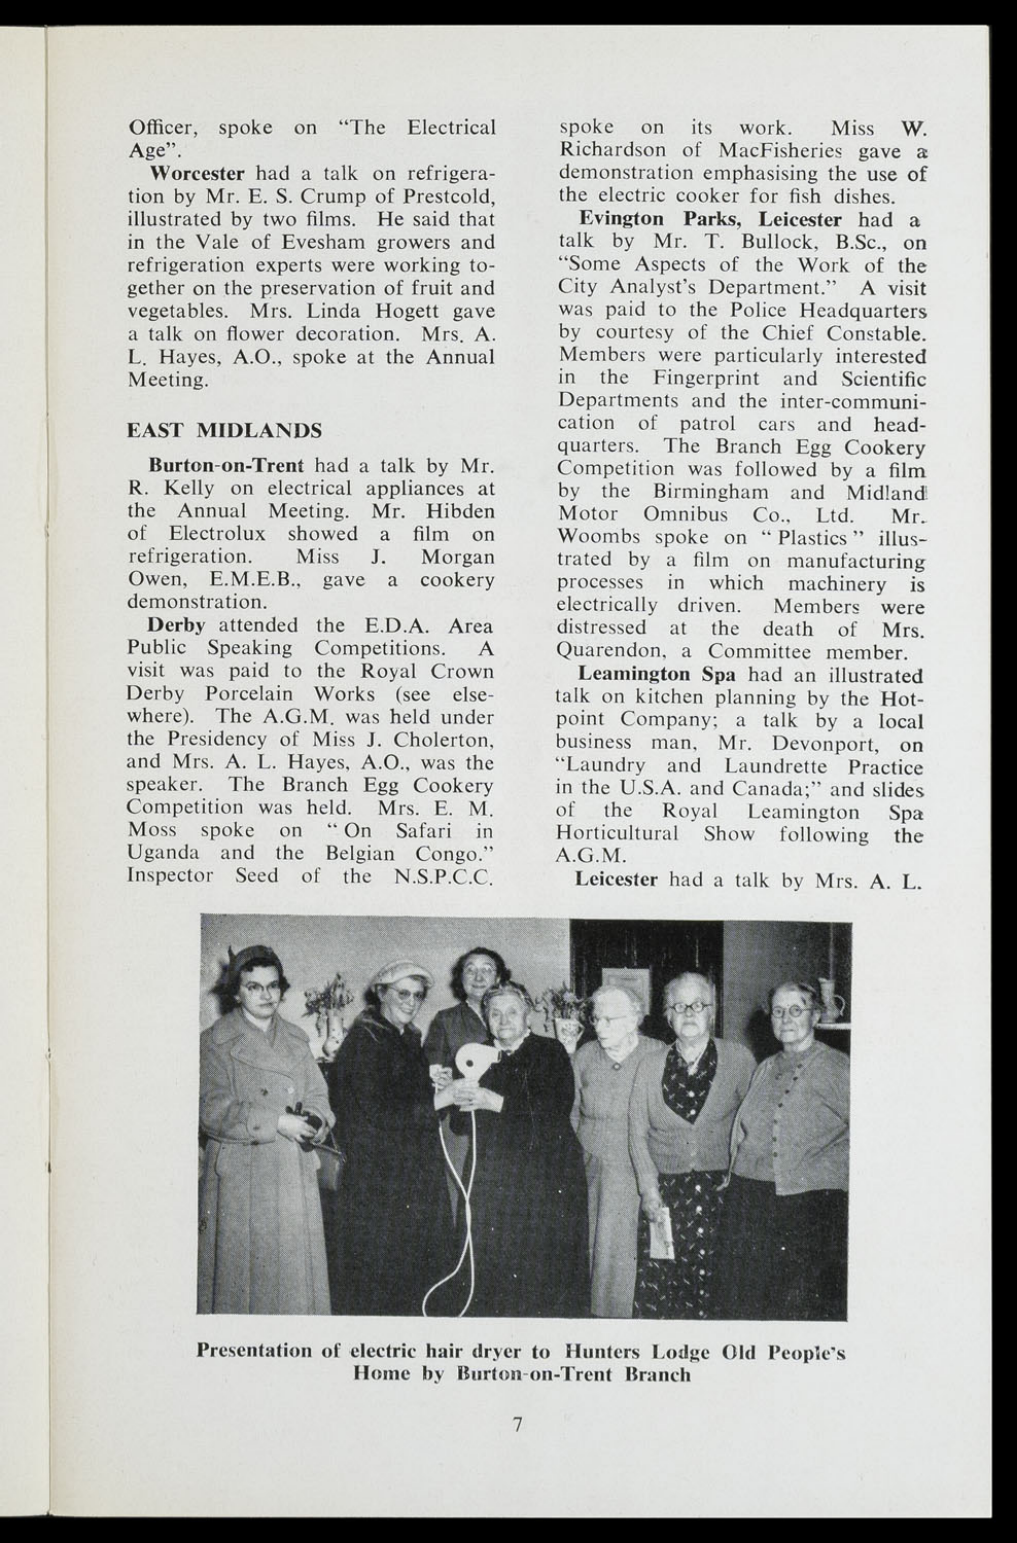 Officer, spoke on “The Electrical
Age”.
Worcester had a talk on refrigera-
tion by Mr. E. S. Crump of Prestcold,
illustrated by two films. He said that
in the Vale of Evesham growers and
refrigeration experts were working to-
gether on the preservation of fruit and
vegetables. Mrs. Linda Hogett gave
a talk on flower decoration. Mrs. A.
L. Hayes, A.O., spoke at the Annual
Meeting.
EAST MIDLANDS
Burton-on-Trent had a talk by Mr.
R. Kelly on electrical appliances at
the Annual Meeting. Mr. Hibden
of Electrolux showed a film on
refrigeration. Miss J. Morgan
Owen, E.M.E.B., gave a cookery
demonstration.
Derby attended the E.D.A. Area
Public Speaking Competitions. A
visit was paid to the Royal Crown
Derby Porcelain Works (see else-
where). The A.G.M. was held under
the Presidency of Miss J. Cholerton,
and Mrs. A. L. Hayes, A.O., was the
speaker. The Branch Egg Cookery
Competition was held. Mrs. E. M.
Moss spoke on “On Safari in
Uganda and the Belgian Congo.”
Inspector Seed of the N.S.P.C.C.
spoke on its work. Miss W.
Richardson of MacFisheries gave a
demonstration emphasising the use of
the electric cooker for fish dishes.
Evington Parks, Leicester had a
talk by Mr. T. Bullock, B.Sc., on
“Some Aspects of the Work of the
City Analyst’s Department.” A visit
was paid to the Police Headquarters
by courtesy of the Chief Constable.
Members were particularly interested
in the Fingerprint and Scientific
Departments and the inter-communi-
cation of patrol cars and head-
quarters. The Branch Egg Cookery
Competition was followed by a film
by the Birmingham and Midland
Motor Omnibus Co., Ltd. Mr.
Woombs spoke on “Plastics” illus-
trated by a film on manufacturing
processes in which machinery is
electrically driven. Members were
distressed at the death of Mrs.
Quarendon, a Committee member.
Leamington Spa had an illustrated
talk on kitchen planning by the Hot-
point Company; a talk by a local
business man, Mr. Devonport, on
“Laundry and Laundrette Practice
in the U.S.A. and Canada;” and slides
of the Royal Leamington Spa
Horticultural Show following the
A.G.M.
Leicester had a talk by Mrs. A. L.
Presentation of electric hair dryer to Hunters Lodge Old People’s
Home by Burton-on-Trent Branch
7